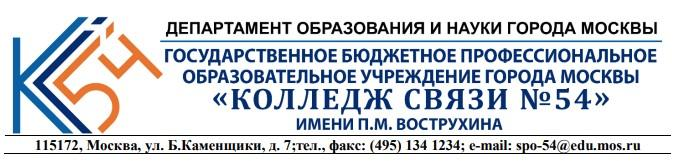 К54
ДЕПАРТАМЕНТ ОБРАЗОВАНИЯ И НАУКИ ГОРОДА МОСКВЫ
ГОСУДАРСТВЕННОЕ БЮДЖЕТНОЕ ПРОФЕССИОНАЛЬНОЕ
ОБРАЗОВАТЕЛЬНОЕ УЧРЕЖДЕНИЕ ГОРОДА МОСКВЫ
«КОЛЛЕДЖ СВЯЗИ №54»
ИМЕНИ П.М. ВОСТРУХИНА
115172, Москва, ул. Б.Каменщики, д. 7;тел., факс: (495) 134 1234; e-mail: spo-54@edu.mos.ru